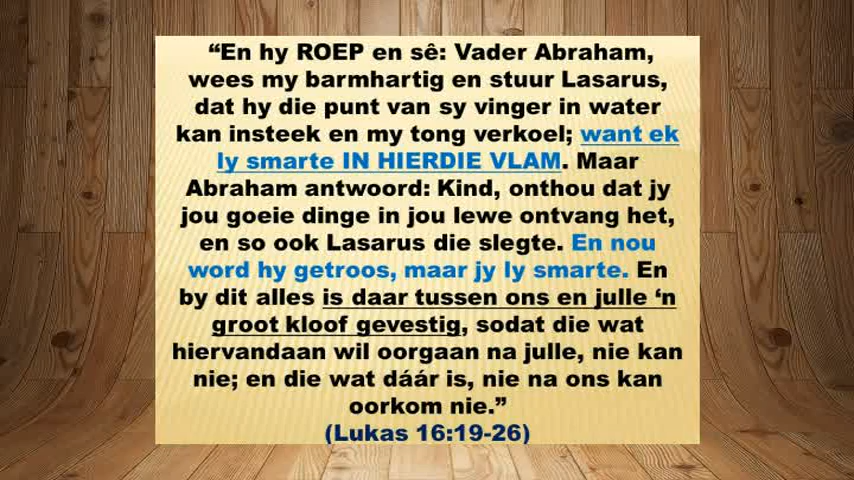 “En hy ROEP en sê: Vader Abraham,
wees my barmhartig en stuur Lasarus,
dat hy die punt van sy vinger in water
kan insteek en my tong verkoel; want ek
ly smarte IN HIERDIE VLAM. Maar
Abraham antwoord: Kind, onthou dat jy
jou goeie dinge in jou lewe ontvang het,
en so ook Lasarus die slegte. En nou
word hy getroos, maar jy ly smarte. En
by dit alles is daar tussen ons en julle ‘n
groot kloof gevestig, sodat die wat
hiervandaan wil oorgaan na julle, nie kan
nie; en die wat dáár is, nie na ons kan
oorkom nie.”
(Lukas 16:19-26)